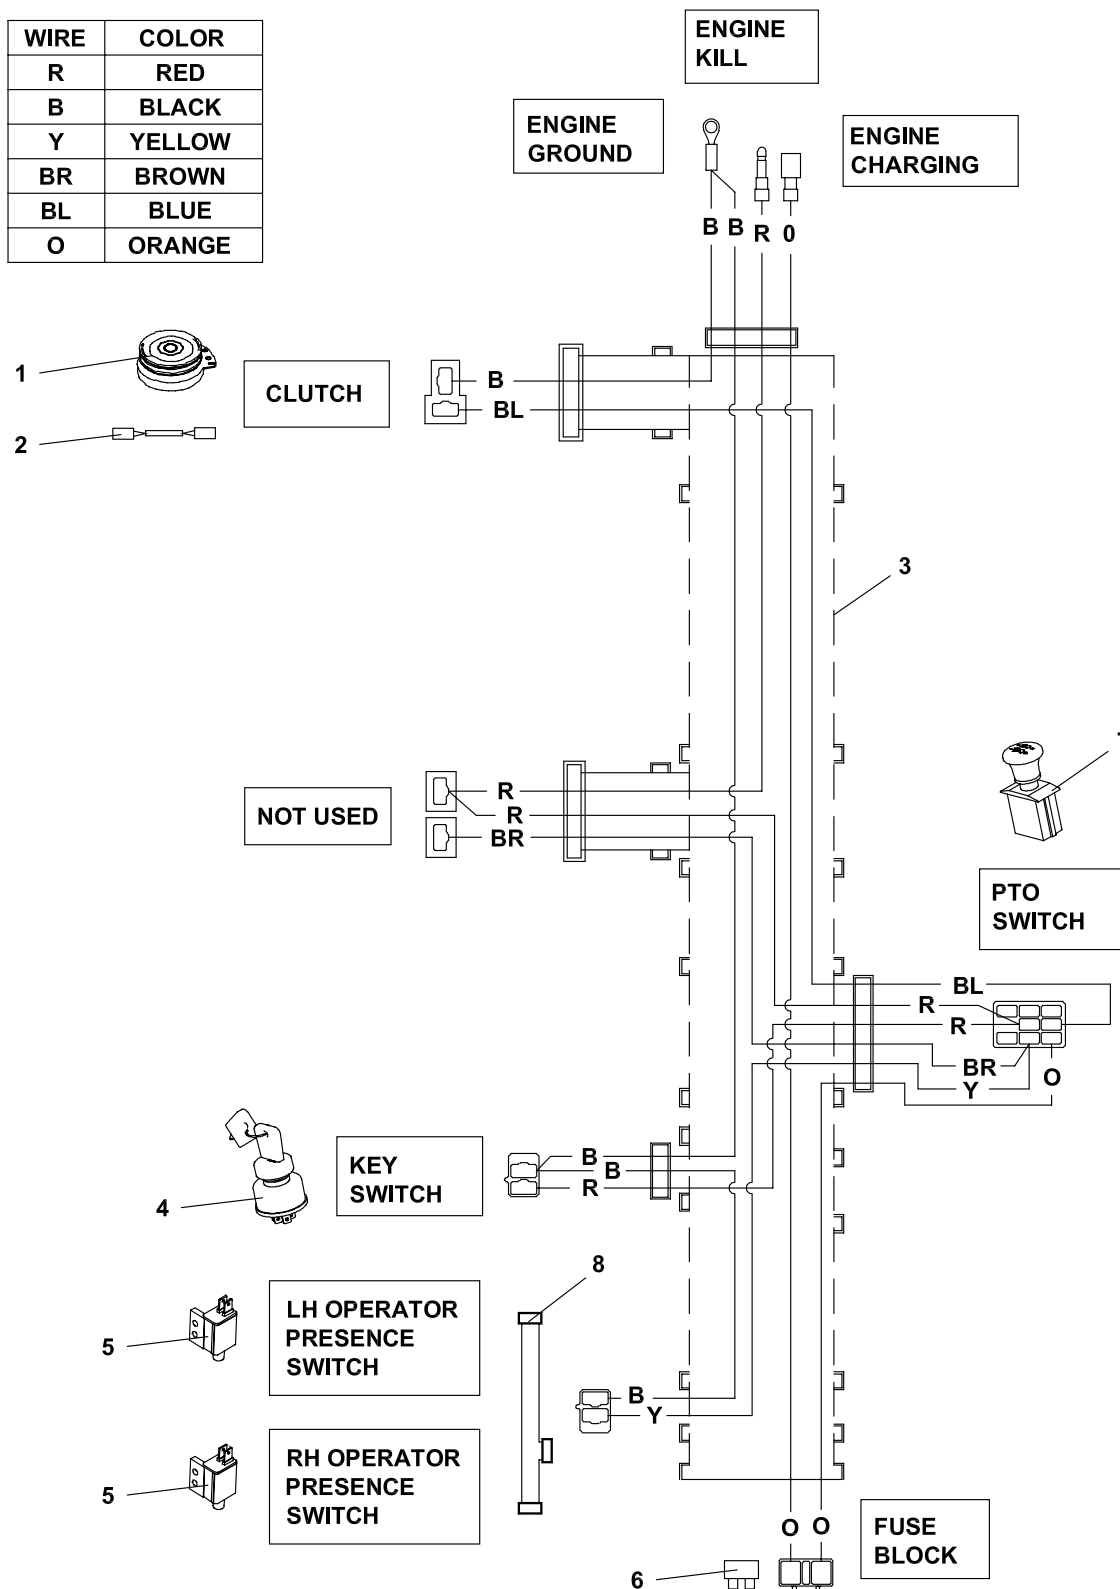 WIRE COLOR
R RED
B BLACK
Y YELLOW
BR BROWN
BL BLUE
O ORANGE
ENGINE
KILL
ENGINE
GROUND
ENGINE
CHARGING
B B R 0
1
2
CLUTCH
B
BL
3
NOT USED
R
R
BR
PTO
SWITCH
BL
R
R
BR
Y
O
4
KEY
SWITCH
B
B
R
8
5
LH OPERATOR
PRESENCE
SWITCH
B
Y
5
RH OPERATOR
PRESENCE
SWITCH
O O
FUSE
BLOCK
6